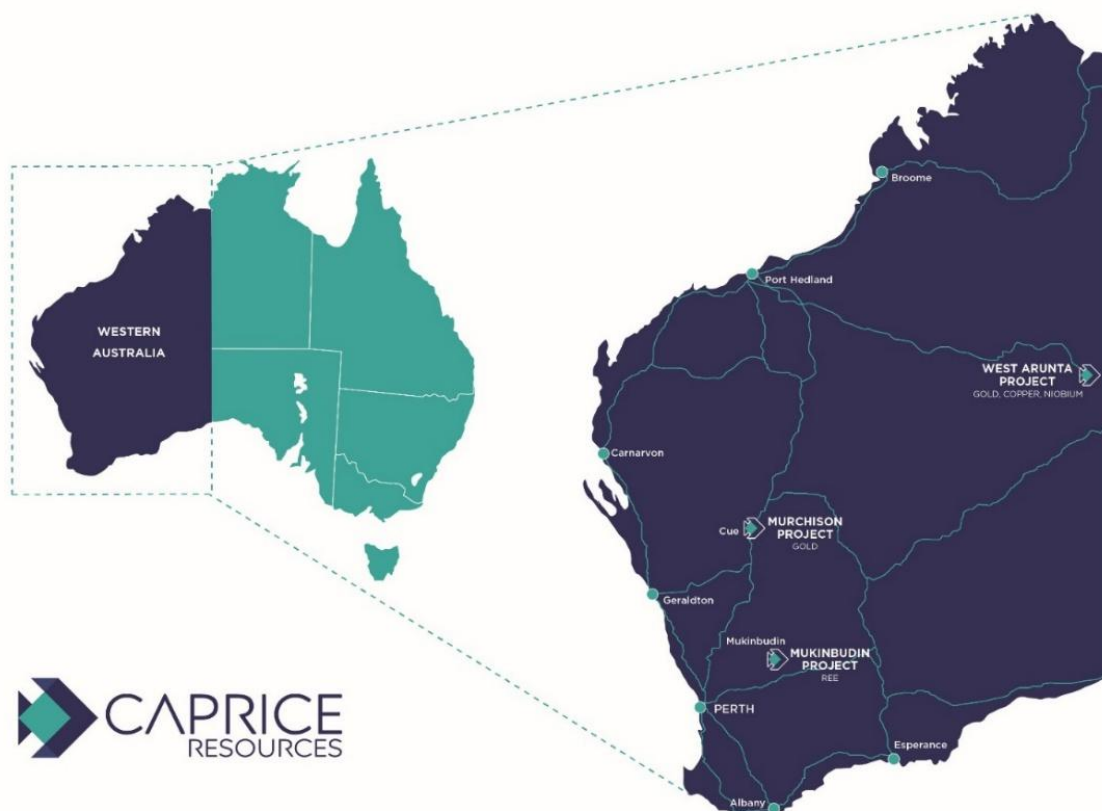 WESTERN
AUSTRALIA
Broome
Port Hedland
WEST ARUNTA
PROJECT
GOLD, COPPER, NIOBIUM
Carnarvon
Cue
MURCHISON
PROJECT
GOLD
Geraldton
Mukinbudin
MUKINBUDIN
PROJECT
REE
PERTH
Esperance
Albany
CAPRICE
RESOURCES